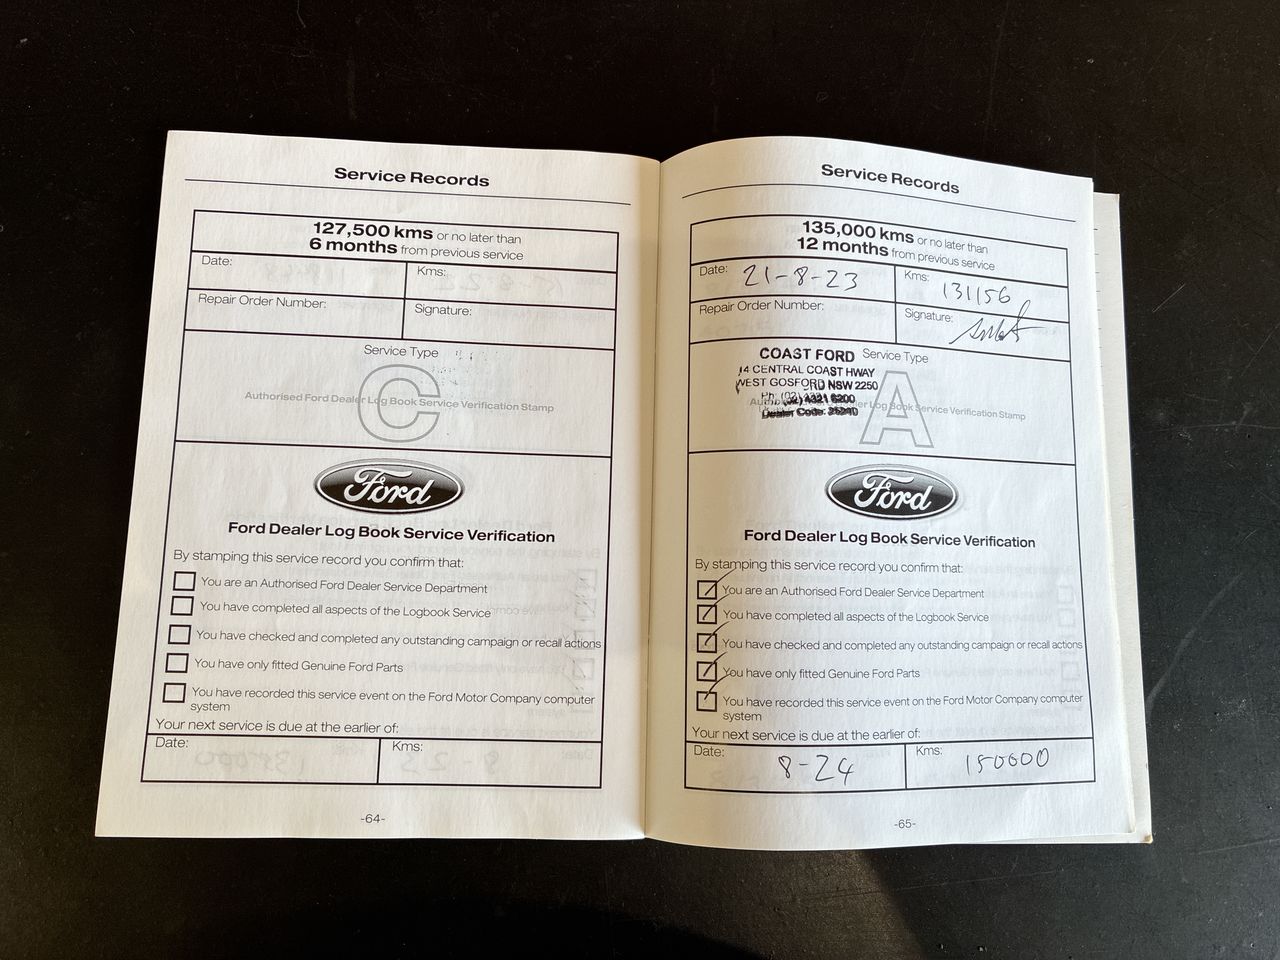 Service Records
127,500 kms or no later than
6 months from previous service
Date:
Kms:
Repair Order Number:
Signature:
Service Type
C
Authorised Ford Dealer Log Book Service Verification Stamp
Ford
Ford Dealer Log Book Service Verification
By stamping this service record you confirm that:
You are an Authorised Ford Dealer Service Department
You have completed all aspects of the Logbook Service
You have checked and completed any outstanding campaign or recall actions
You have only fitted Genuine Ford Parts
You have recorded this service event on the Ford Motor Company computer
system
Your next service is due at the earlier of:
Date:
Kms:
-64-
Service Records
135,000 kms or no later than
12 months from previous service
Date: 21-8-23
Kms: 131156
Repair Order Number:
Signature:
COAST FORD
Service Type
14 CENTRAL COAST HWAY
WEST GOSFORD NSW 2250
A
Log Book Service Verification Stamp
Dealer Code:
Ford
Ford Dealer Log Book Service Verification
By stamping this service record you confirm that:
You are an Authorised Ford Dealer Service Department
You have completed all aspects of the Logbook Service
You have checked and completed any outstanding campaign or recall actions
You have only fitted Genuine Ford Parts
You have recorded this service event on the Ford Motor Company computer
system
Your next service is due at the earlier of:
Date: 8-24
Kms: 150000
-65-